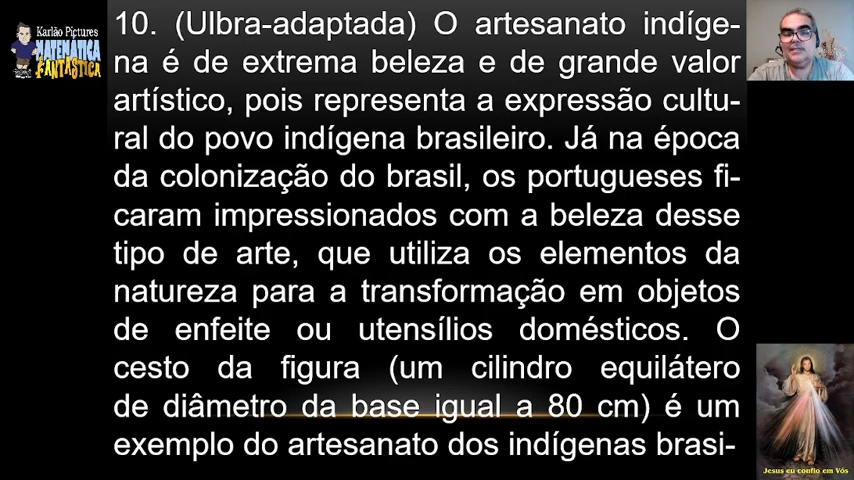 Karlão Pictures
MATEMÁTICA
FANTÁSTICA
10. (Ulbra-adaptada) O artesanato indíge-
na é de extrema beleza e de grande valor
artístico, pois representa a expressão cultu-
ral do povo indígena brasileiro. Já na época
da colonização do brasil, os portugueses fi-
caram impressionados com a beleza desse
tipo de arte, que utiliza os elementos da
natureza para a transformação em objetos
de enfeite ou utensílios domésticos. O
cesto da figura (um cilindro equilátero
de diâmetro da base igual a 80 cm) é um
exemplo do artesanato dos indígenas brasi-
Jesus eu confio em Vós